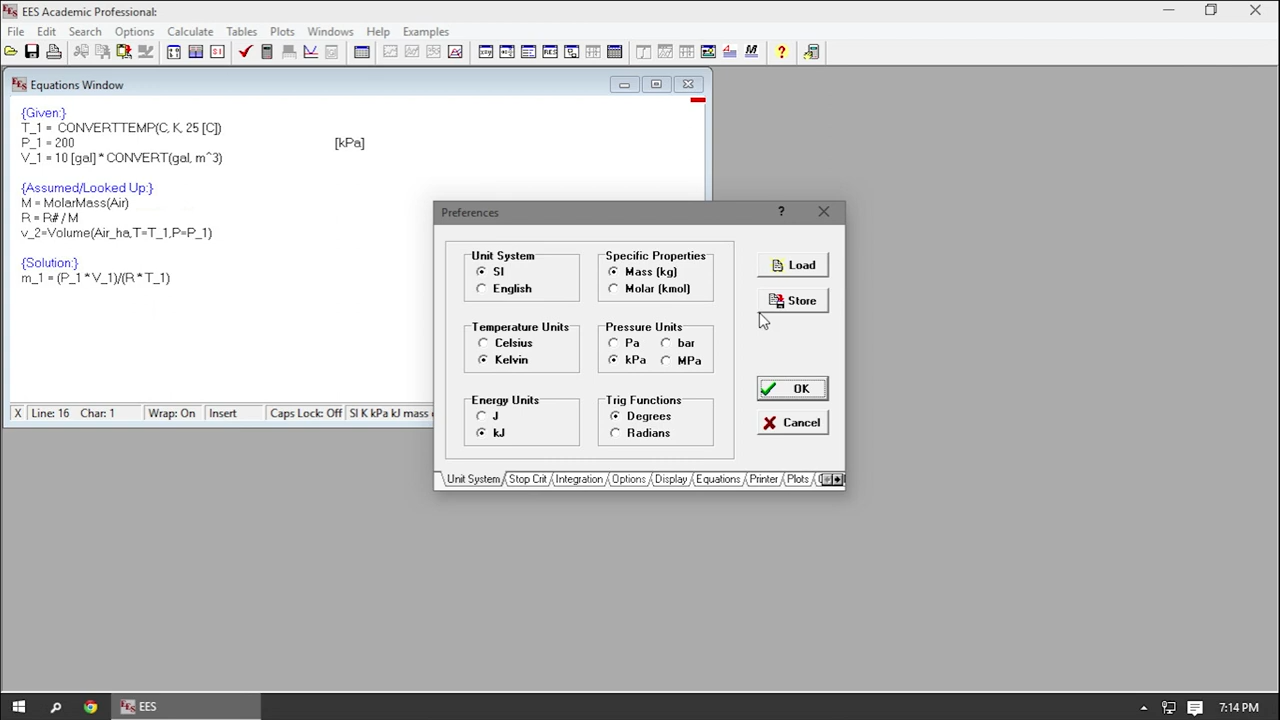 EES Academic Professional:
File Edit Search Options Calculate Tables Plots Windows Help Examples
Equations Window
{Given:}
T_1 = CONVERTTEMP(C, K, 25 [C])
P_1 = 200 [kPa]
V_1 = 10 [gal] * CONVERT(gal, m^3)
{Assumed/Looked Up:}
M = MolarMass(Air)
R = R# / M
v_2=Volume(Air_ha,T=T_1,P=P_1)
{Solution:}
m_1 = (P_1 * V_1)/(R * T_1)
X Line: 16 Char: 1 Wrap: On Insert Caps Lock: Off SI K kPa kJ mass
Preferences
?
Unit System
SI
English
Specific Properties
Mass (kg)
Molar (kmol)
Temperature Units
Celsius
Kelvin
Pressure Units
Pa bar
kPa MPa
Energy Units
J
kJ
Trig Functions
Degrees
Radians
Load
Store
OK
Cancel
Unit System Stop Crit Integration Options Display Equations Printer Plots
EES
7:14 PM